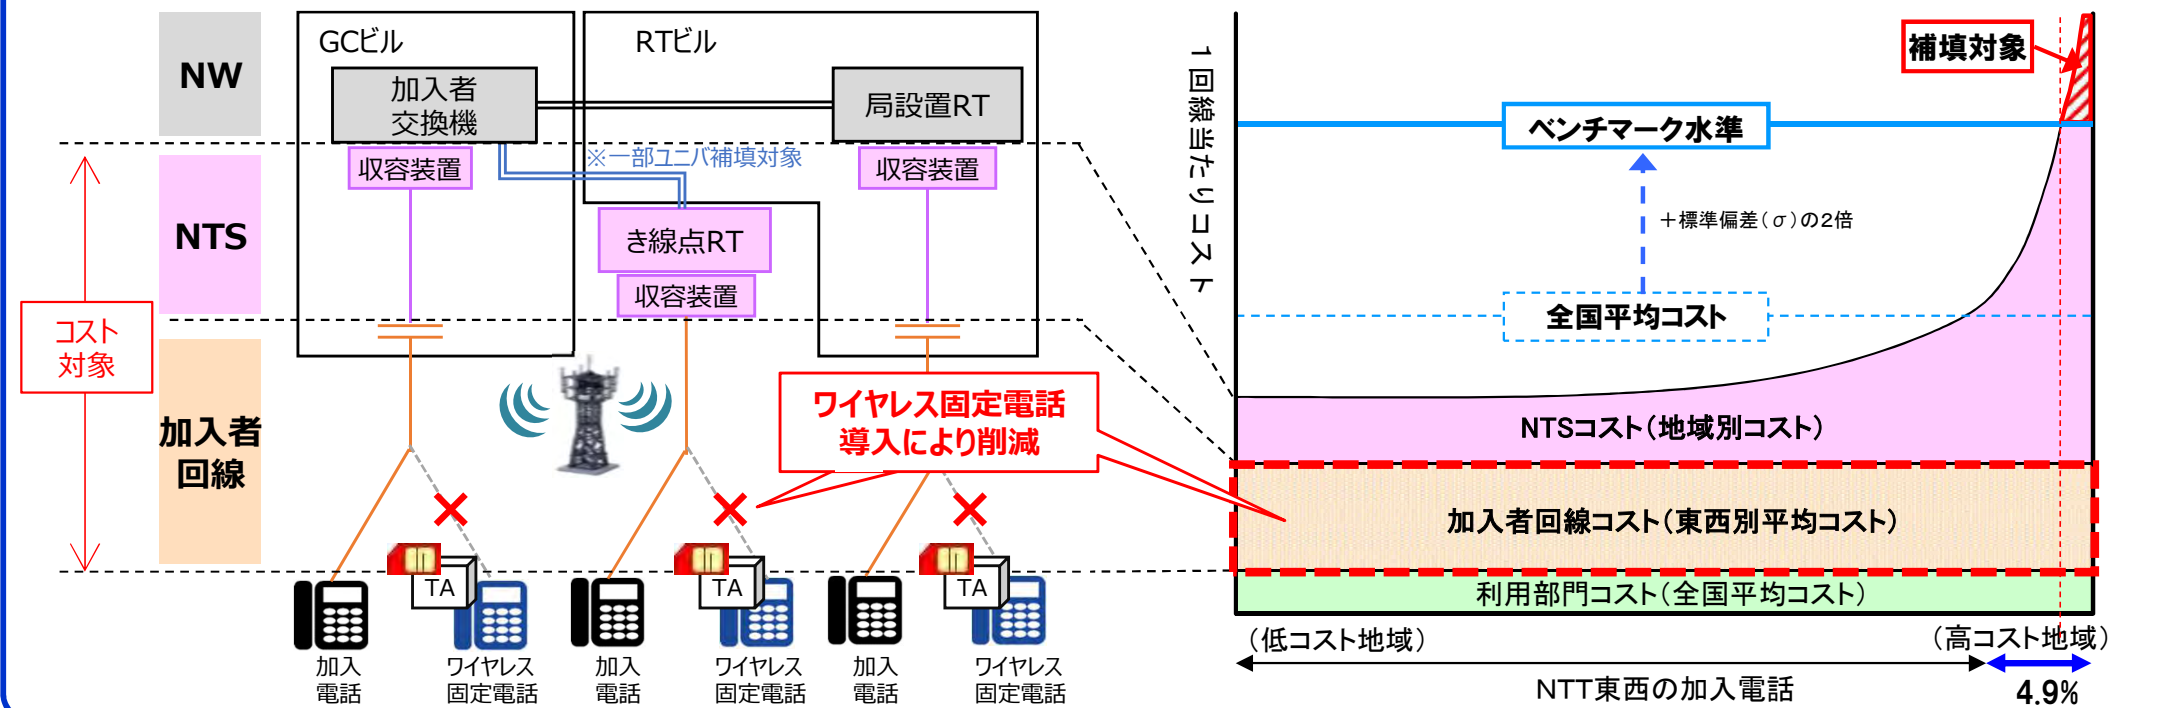 NW
NTS
加入者
回線
コスト
対象
GCビル
RTビル
加入者
交換機
局設置RT
収容装置
※一部ユニバ補填対象
収容装置
き線点RT
収容装置
ワイヤレス固定電話
導入により削減
TA
TA
TA
加入
電話
ワイヤレス
固定電話
加入
電話
ワイヤレス
固定電話
加入
電話
ワイヤレス
固定電話
1回線当たりコスト
補填対象
ベンチマーク水準
+標準偏差(σ)の2倍
全国平均コスト
NTSコスト(地域別コスト)
加入者回線コスト(東西別平均コスト)
利用部門コスト(全国平均コスト)
(低コスト地域)
(高コスト地域)
NTT東西の加入電話
4.9%